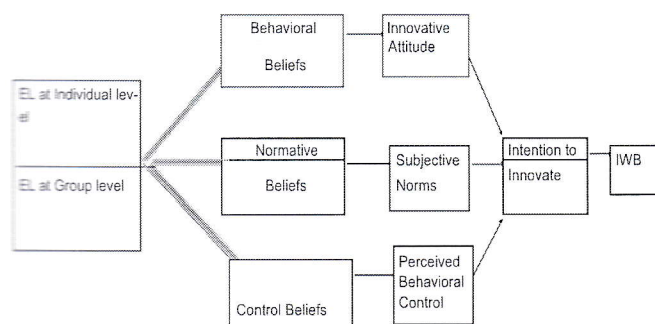 EL at Individual lev-
el
EL at Group level
Behavioral
Beliefs
Innovative
Attitude
Normative
Beliefs
Subjective
Norms
Control Beliefs
Perceived
Behavioral
Control
Intention to
Innovate
IWB